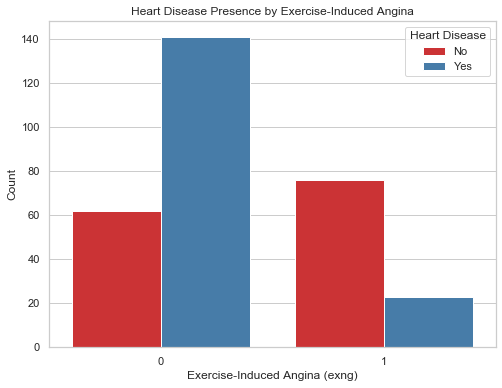 Heart Disease Presence by Exercise-Induced Angina
Heart Disease
No
Yes
Count
140
120
100
80
60
40
20
0
0 1
Exercise-Induced Angina (exng)